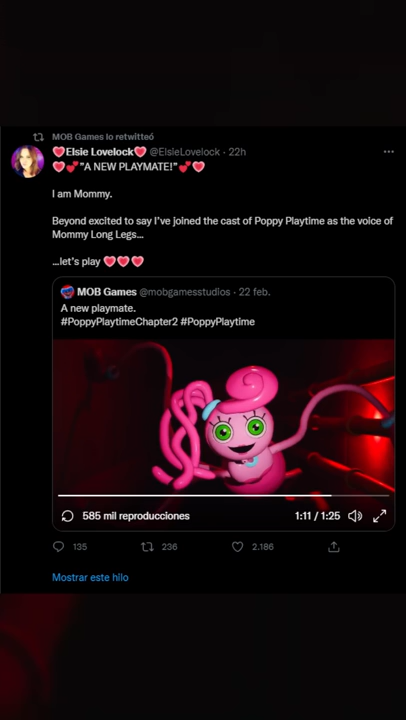 MOB Games lo retwitteó
❤️Elsie Lovelock❤️ @ElsieLovelock · 22h
❤️💕"A NEW PLAYMATE!"💕❤️
I am Mommy.
Beyond excited to say I've joined the cast of Poppy Playtime as the voice of
Mommy Long Legs...
...let's play ❤️❤️❤️
MOB Games @mobgamesstudios · 22 feb.
A new playmate.
#PoppyPlaytimeChapter2 #PoppyPlaytime
585 mil reproducciones
1:11 / 1:25
135 236 2.186
Mostrar este hilo